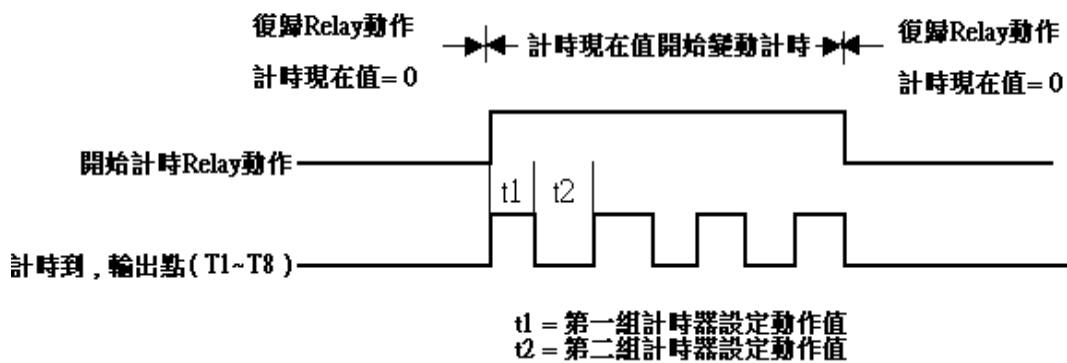 復歸Relay動作
計時現在值= 0
計時現在值開始變動計時
復歸Relay動作
計時現在值= 0
開始計時Relay動作
t1
t2
計時到 , 輸出點( T1~T8 )
t1 = 第一組計時器設定動作值
t2 = 第二組計時器設定動作值